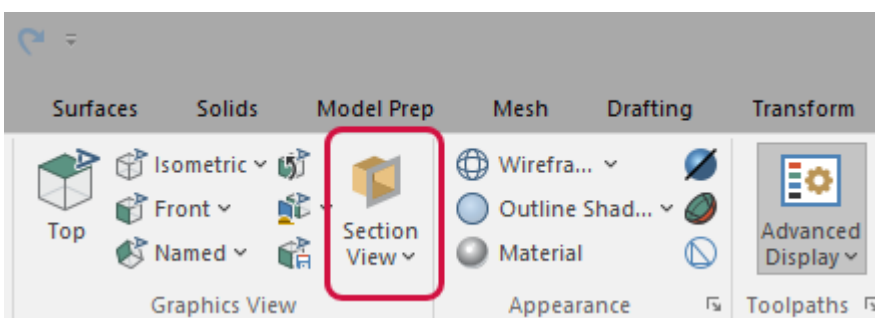 Surfaces Solids Model Prep Mesh Drafting Transform
Top
Isometric
Front
Named
Section
View
Wirefra...
Outline Shad...
Material
Advanced
Display
Graphics View Appearance Toolpaths